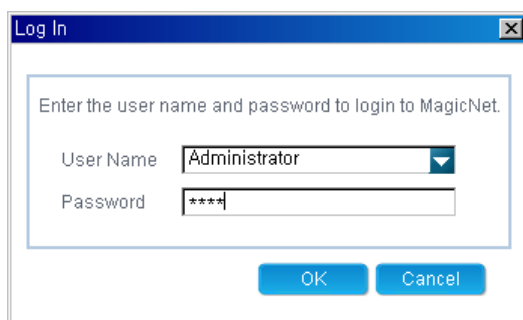 Log In
Enter the user name and password to login to MagicNet.
User Name Administrator
Password ****
OK Cancel